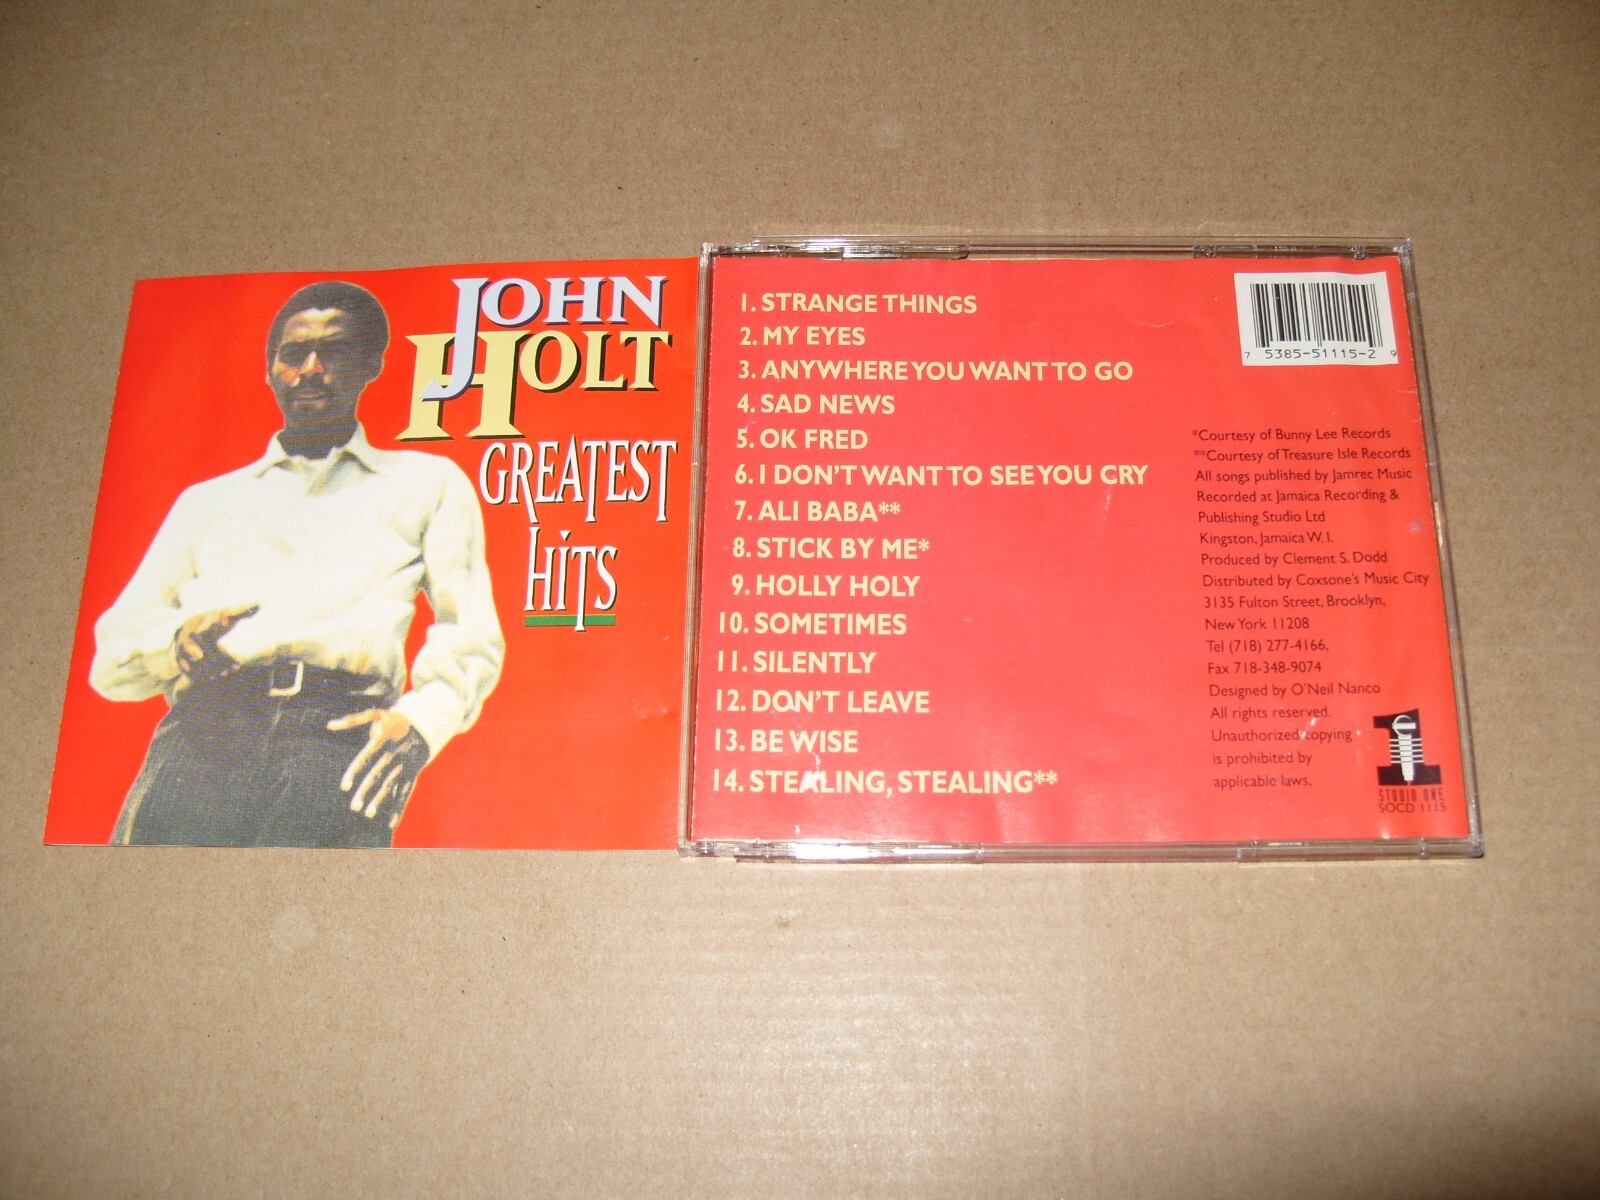 JOHN
HOLT
GREATEST
HITS
1. STRANGE THINGS
2. MY EYES
3. ANYWHERE YOU WANT TO GO
4. SAD NEWS
5. OK FRED
6. I DON'T WANT TO SEE YOU CRY
7. ALI BABA**
8. STICK BY ME*
9. HOLLY HOLY
10. SOMETIMES
11. SILENTLY
12. DON'T LEAVE
13. BE WISE
14. STEALING, STEALING**
7 5385-51115-2 9
*Courtesy of Bunny Lee Records
**Courtesy of Treasure Isle Records
All songs published by Jamrec Music
Recorded at Jamaica Recording &
Publishing Studio Ltd
Kingston, Jamaica W. I.
Produced by Clement S. Dodd
Distributed by Coxsone's Music City
3135 Fulton Street, Brooklyn,
New York 11208
Tel (718) 277-4166,
Fax 718-348-9074
Designed by O'Neil Nanco
All rights reserved.
Unauthorized copying
is prohibited by
applicable laws,
1
STUDIO ONE
SOCD 1115